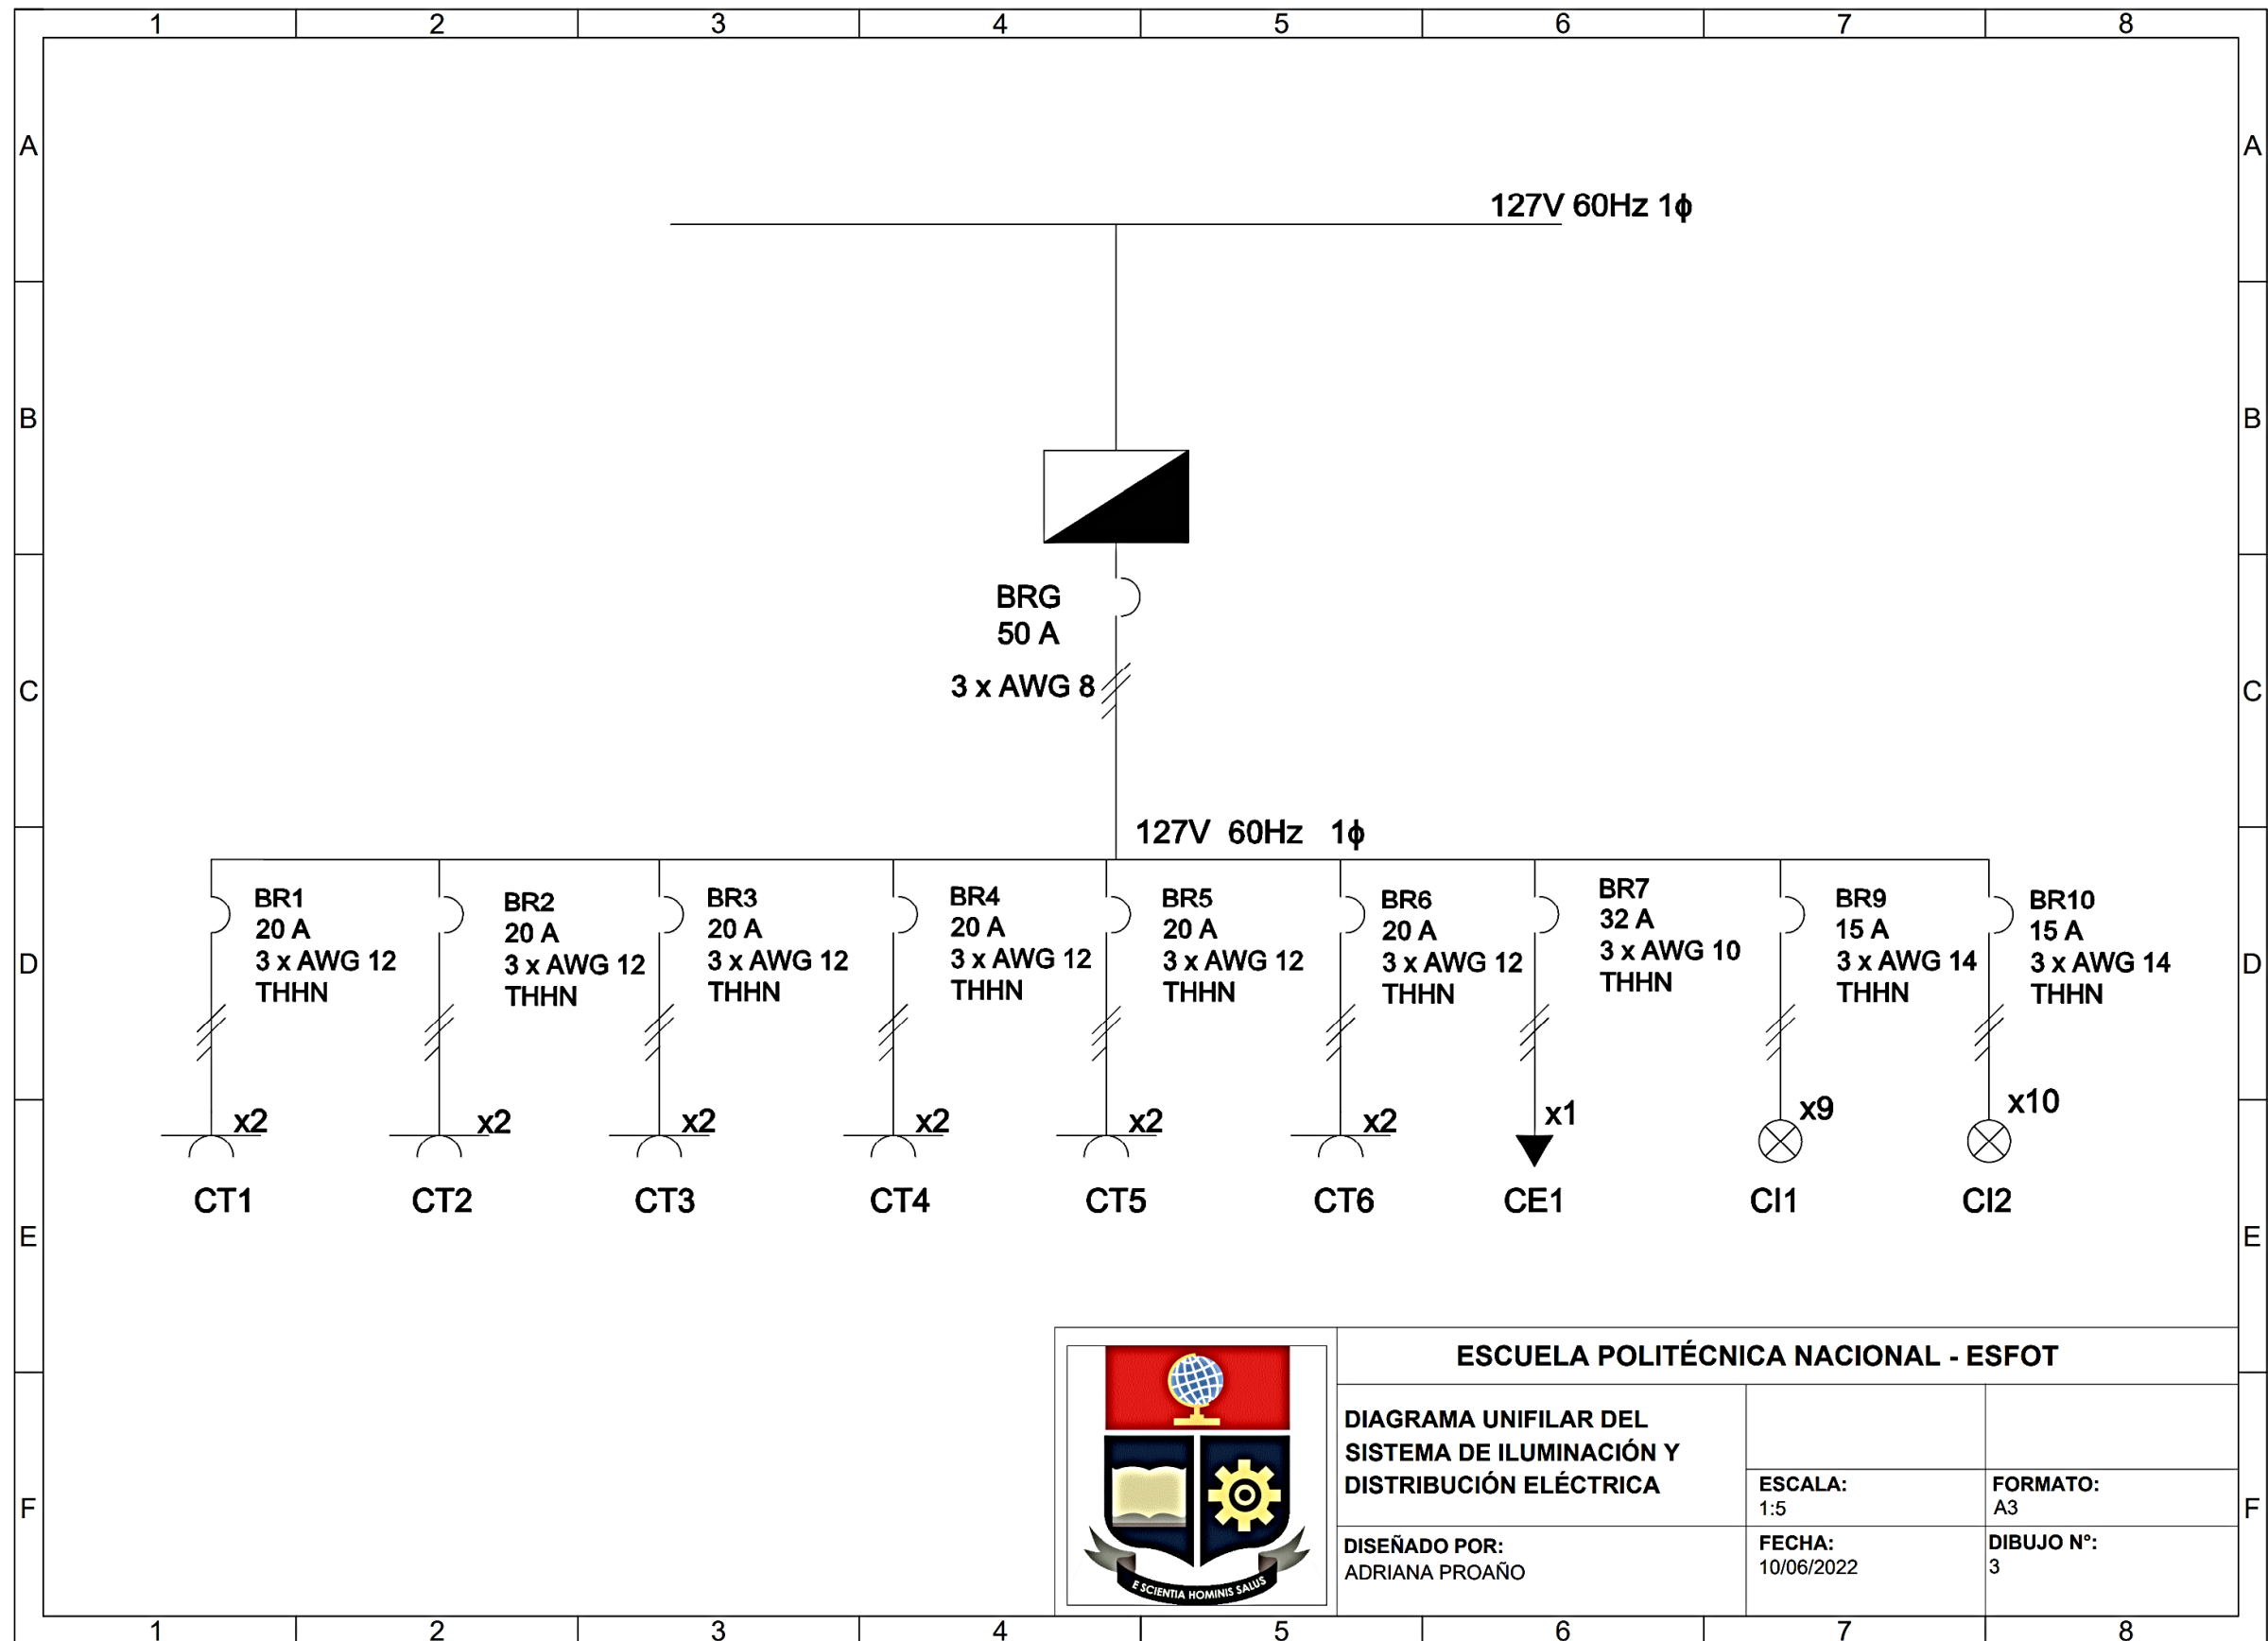 1 2 3 4 5 6 7 8
A A
127V 60Hz 1ϕ
B B
BRG
50 A
3 x AWG 8
C C
127V 60Hz 1ϕ
BR1
20 A
3 x AWG 12
THHN
BR2
20 A
3 x AWG 12
THHN
BR3
20 A
3 x AWG 12
THHN
BR4
20 A
3 x AWG 12
THHN
BR5
20 A
3 x AWG 12
THHN
BR6
20 A
3 x AWG 12
THHN
BR7
32 A
3 x AWG 10
THHN
BR9
15 A
3 x AWG 14
THHN
BR10
15 A
3 x AWG 14
THHN
D D
x2 x2 x2 x2 x2 x2 x1 x9 x10
CT1 CT2 CT3 CT4 CT5 CT6 CE1 CI1 CI2
E E
ESCUELA POLITÉCNICA NACIONAL - ESFOT
DIAGRAMA UNIFILAR DEL
SISTEMA DE ILUMINACIÓN Y
DISTRIBUCIÓN ELÉCTRICA
ESCALA:
1:5
FORMATO:
A3
F F
DISEÑADO POR:
ADRIANA PROAÑO
FECHA:
10/06/2022
DIBUJO N°:
3
E SCIENTIA HOMINIS SALUS
1 2 3 4 5 6 7 8